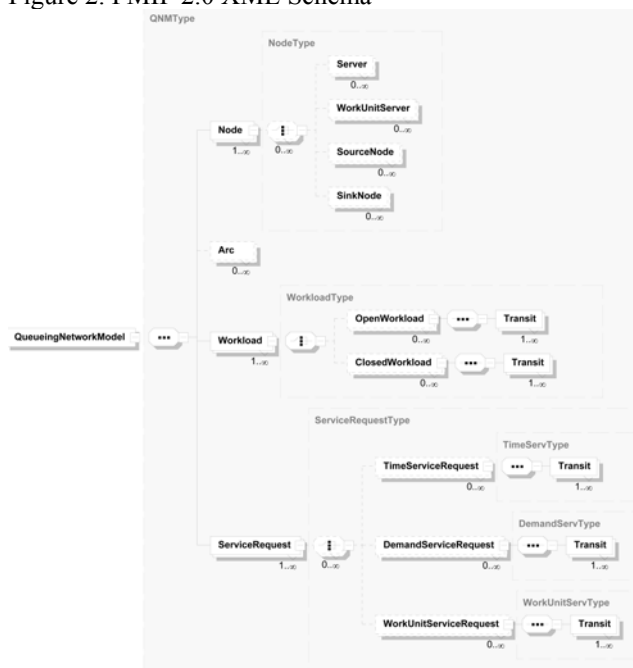 Figure 2. PMIF 2.0 XML Schema
QNMType
NodeType
Server
0..∞
WorkUnitServer
0..∞
Node
1..∞
0..∞
SourceNode
0..∞
SinkNode
0..∞
Arc
0..∞
WorkloadType
OpenWorkload
0..∞
Transit
1..∞
QueueingNetworkModel
Workload
1..∞
ClosedWorkload
0..∞
Transit
1..∞
ServiceRequestType
TimeServType
TimeServiceRequest
0..∞
Transit
1..∞
DemandServType
ServiceRequest
1..∞
0..∞
DemandServiceRequest
0..∞
Transit
1..∞
WorkUnitServType
WorkUnitServiceRequest
0..∞
Transit
1..∞